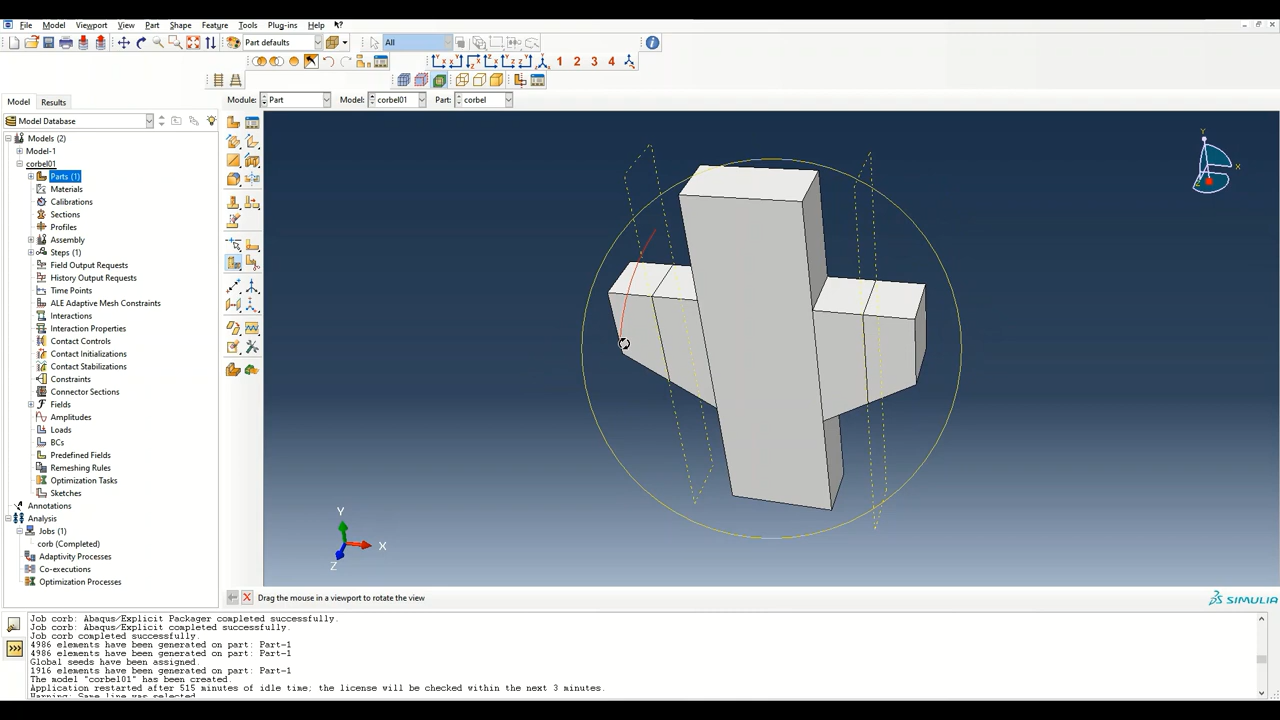 File Model Viewport View Part Shape Feature Tools Plug-ins Help
Part defaults All
1 2 3 4
Model Results Module: Part Model: corbel01 Part: corbel
Model Database
Models (2)
Model-1
corbel01
Parts (1)
Materials
Calibrations
Sections
Profiles
Assembly
Steps (1)
Field Output Requests
History Output Requests
Time Points
ALE Adaptive Mesh Constraints
Interactions
Interaction Properties
Contact Controls
Contact Initializations
Contact Stabilizations
Constraints
Connector Sections
Fields
Amplitudes
Loads
BCs
Predefined Fields
Remeshing Rules
Optimization Tasks
Sketches
Annotations
Analysis
Jobs (1)
corb (Completed)
Adaptivity Processes
Co-executions
Optimization Processes
Y
X
Z
Y
X
Z
Drag the mouse in a viewport to rotate the view
SIMULIA
Job corb: Abaqus/Explicit Packager completed successfully.
Job corb: Abaqus/Explicit completed successfully.
Job corb completed successfully.
4986 elements have been generated on part: Part-1
4986 elements have been generated on part: Part-1
Global seeds have been assigned.
1916 elements have been generated on part: Part-1
The model "corbel01" has been created.
Application restarted after 515 minutes of idle time; the license will be checked within the next 3 minutes.